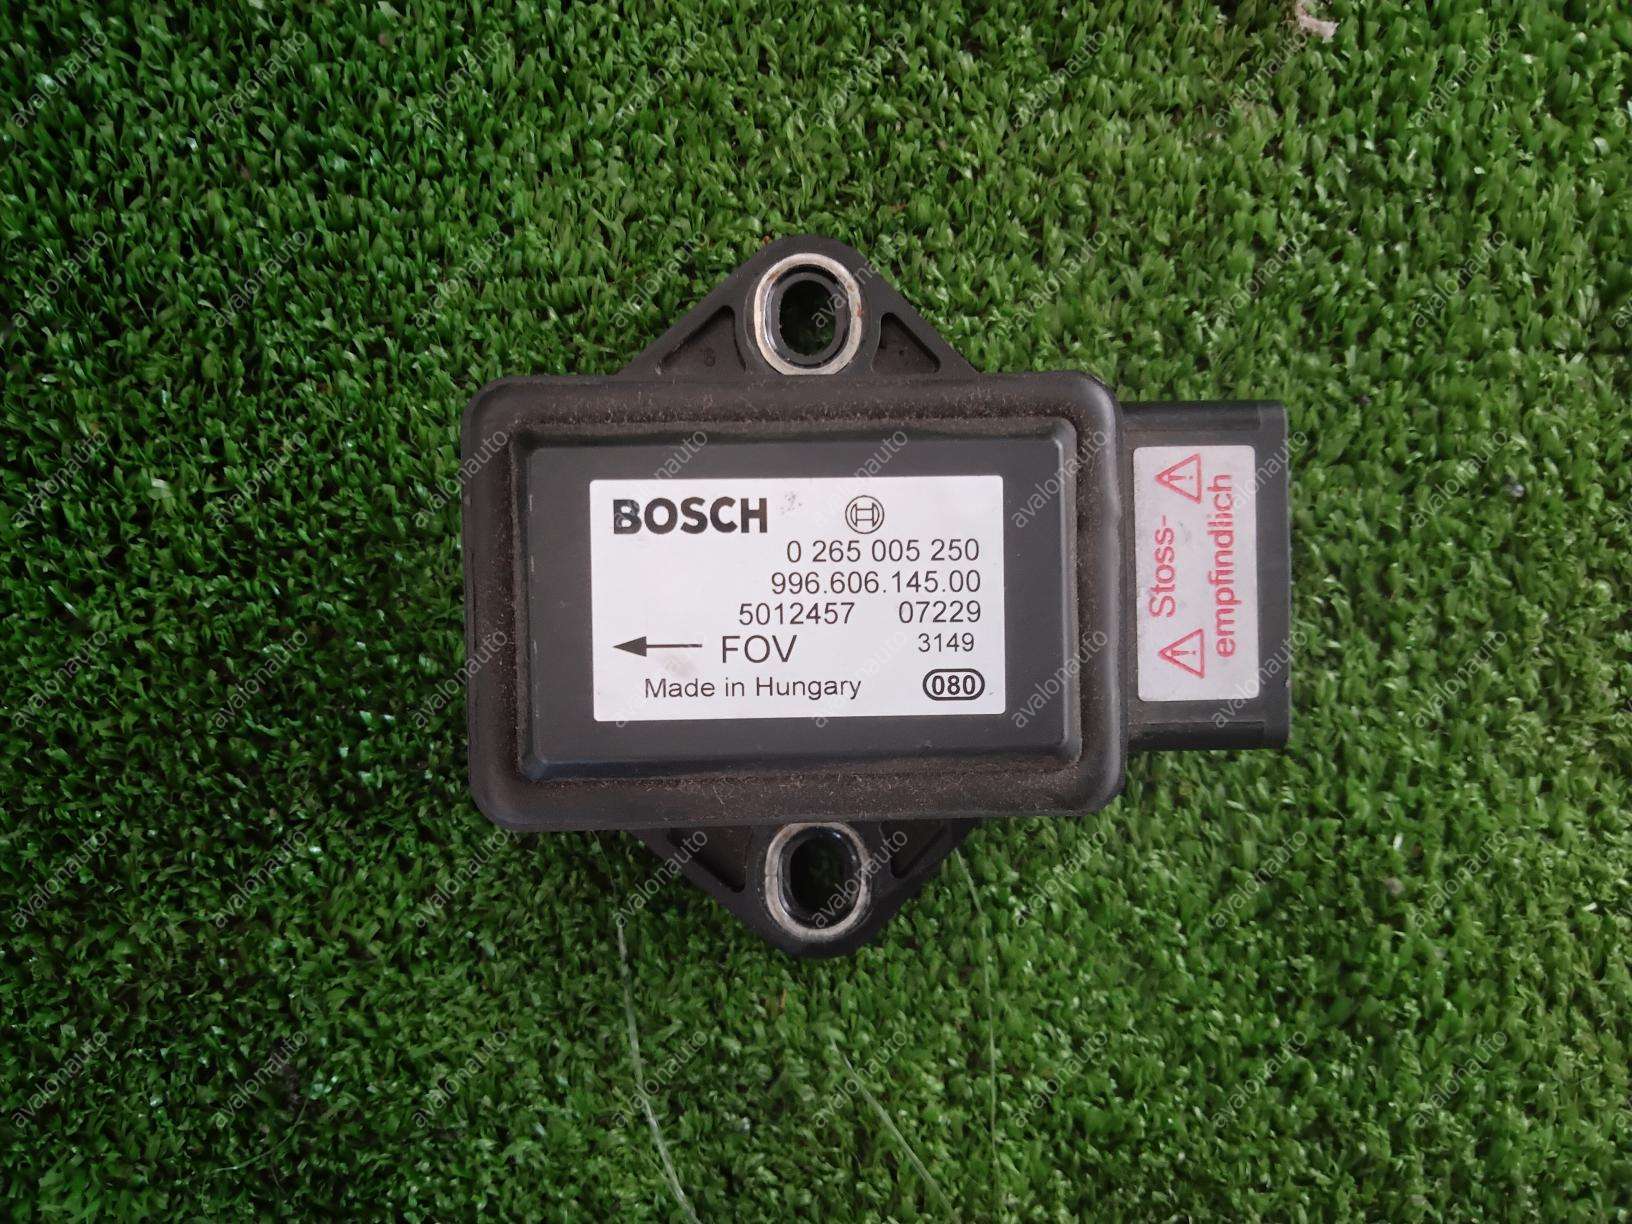 BOSCH
0 265 005 250
996.606.145.00
5012457 07229
FOV 3149
Made in Hungary 080
Stoss-
empfindlich
avalonauto